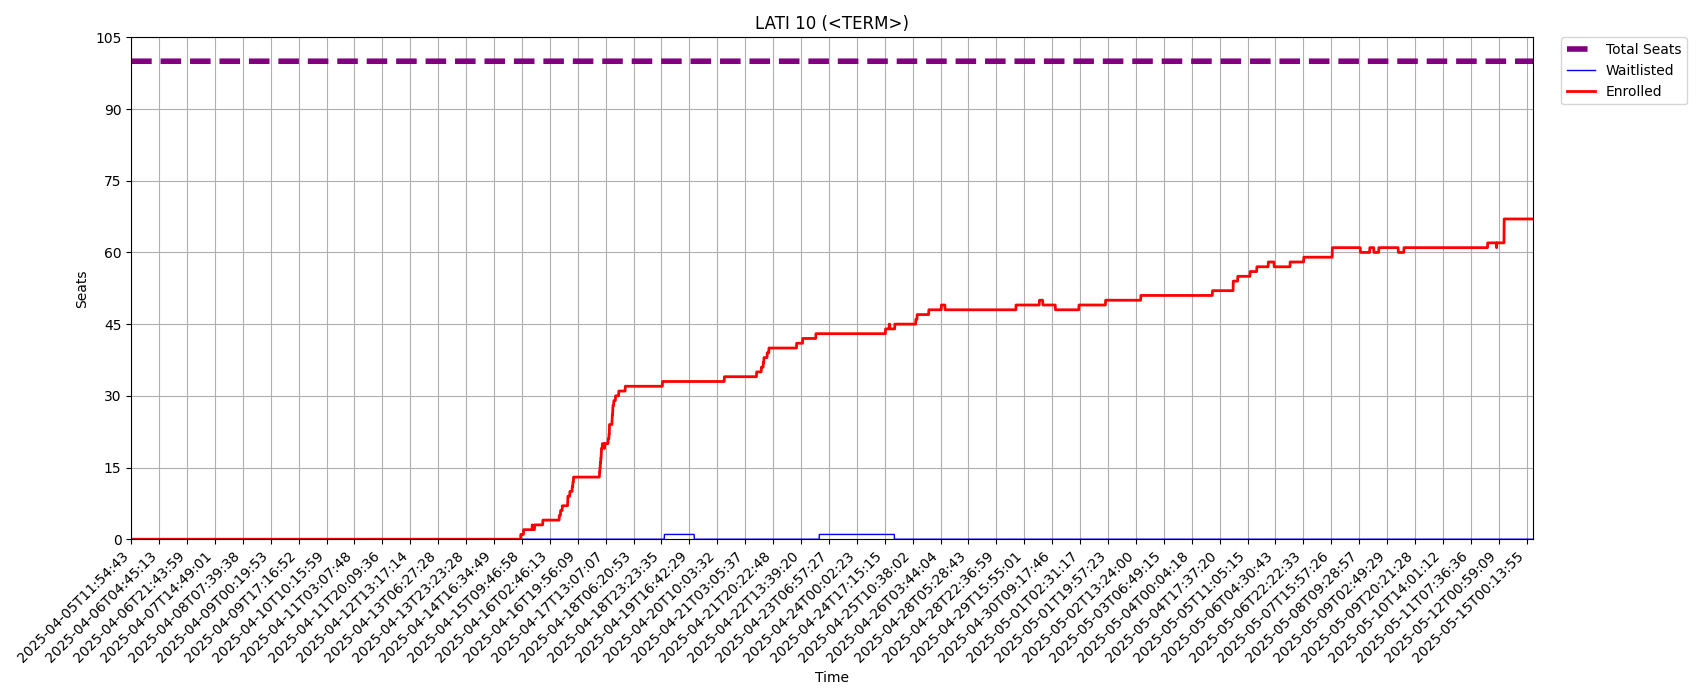 LATI 10 (<TERM>)
Total Seats
Waitlisted
Enrolled
105
90
75
60
45
30
15
0
Seats
2025-04-05T11:54:43
2025-04-06T04:45:13
2025-04-06T21:43:59
2025-04-07T14:49:01
2025-04-08T07:39:38
2025-04-09T00:19:53
2025-04-09T17:16:52
2025-04-10T10:15:59
2025-04-11T03:07:48
2025-04-11T20:09:36
2025-04-12T13:17:14
2025-04-13T06:27:28
2025-04-13T23:23:28
2025-04-14T16:34:49
2025-04-15T09:46:58
2025-04-16T02:46:13
2025-04-16T19:56:09
2025-04-17T13:07:07
2025-04-18T06:20:53
2025-04-18T23:23:35
2025-04-19T16:42:29
2025-04-20T10:03:32
2025-04-21T03:05:37
2025-04-21T20:22:48
2025-04-22T13:39:20
2025-04-23T06:57:27
2025-04-24T00:02:23
2025-04-24T17:15:15
2025-04-25T10:38:02
2025-04-26T03:44:04
2025-04-28T05:28:43
2025-04-28T22:36:59
2025-04-29T15:55:01
2025-04-30T09:17:46
2025-05-01T02:31:17
2025-05-01T19:57:23
2025-05-02T13:24:00
2025-05-03T06:49:15
2025-05-04T00:04:18
2025-05-04T17:37:20
2025-05-05T11:05:15
2025-05-06T04:30:43
2025-05-06T22:22:33
2025-05-07T15:57:26
2025-05-08T09:28:57
2025-05-09T02:49:29
2025-05-09T20:21:28
2025-05-10T14:01:12
2025-05-11T07:36:36
2025-05-12T00:59:09
2025-05-15T00:13:55
Time